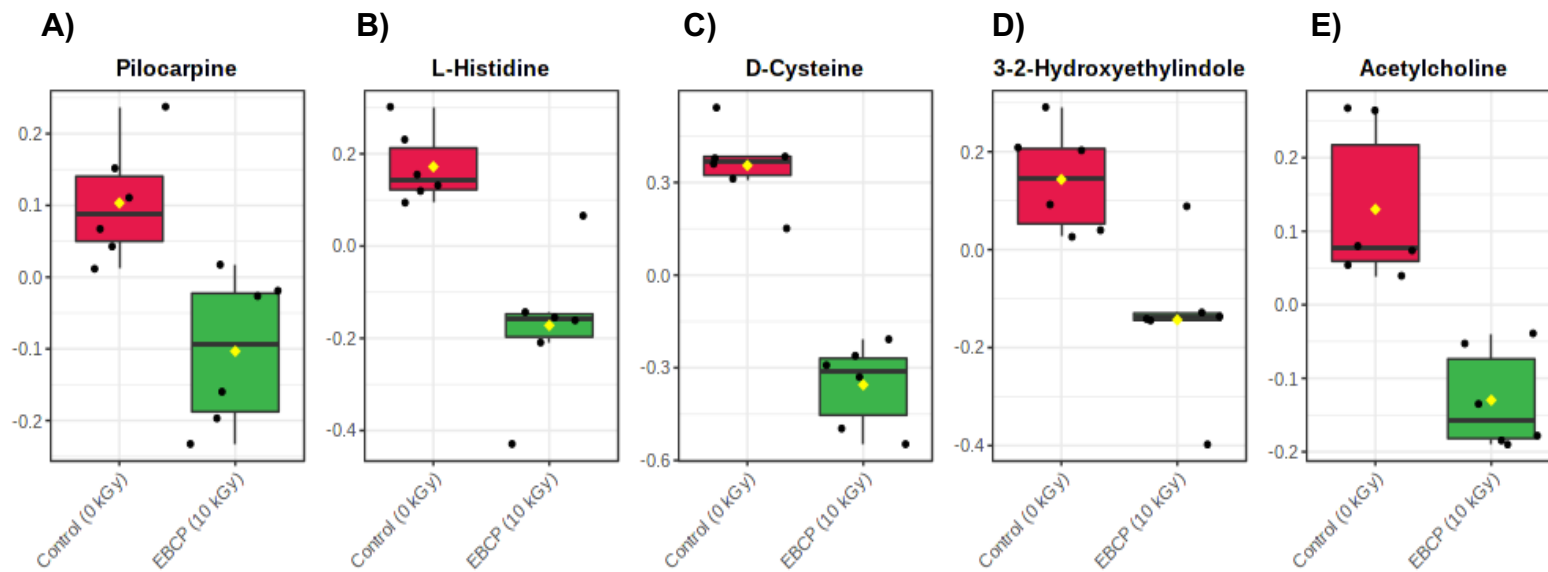 A) B) C) D) E)
Pilocarpine L-Histidine D-Cysteine 3-2-Hydroxyethylindole Acetylcholine
0.2
0.1
0.0
-0.1
-0.2
Control (0 kGy)
EBCP (10 kGy)
0.2
0.0
-0.2
-0.4
Control (0 kGy)
EBCP (10 kGy)
0.3
0.0
-0.3
-0.6
Control (0 kGy)
EBCP (10 kGy)
0.2
0.0
-0.2
-0.4
Control (0 kGy)
EBCP (10 kGy)
0.2
0.1
0.0
-0.1
-0.2
Control (0 kGy)
EBCP (10 kGy)